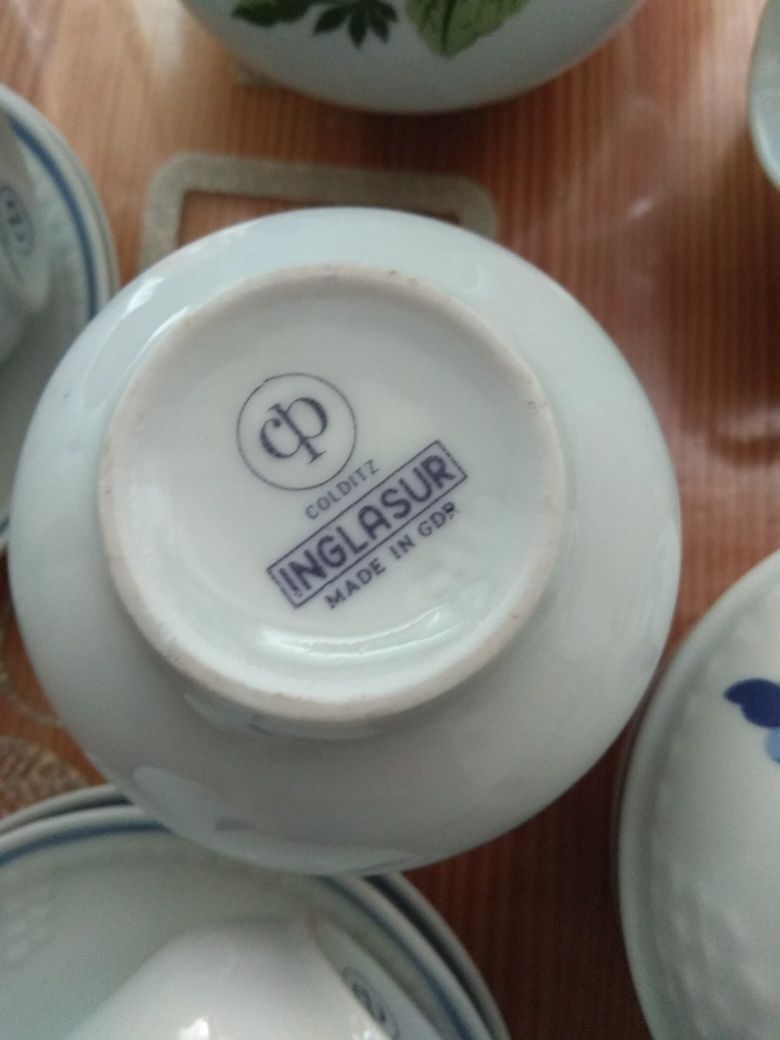 cp
COLDITZ
INGLASUR
MADE IN GDR